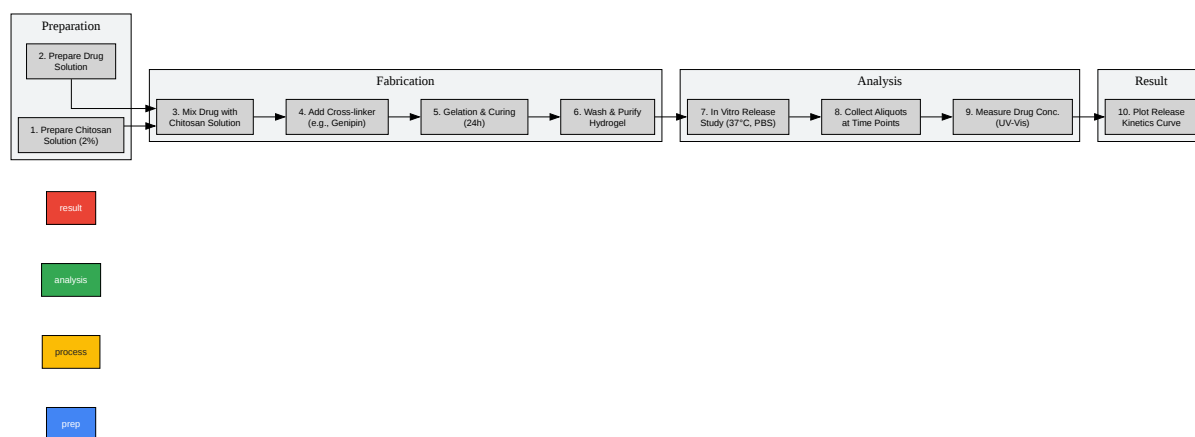 Preparation
2. Prepare Drug
Solution
1. Prepare Chitosan
Solution (2%)
Fabrication
3. Mix Drug with
Chitosan Solution
4. Add Cross-linker
(e.g., Genipin)
5. Gelation & Curing
(24h)
6. Wash & Purify
Hydrogel
Analysis
7. In Vitro Release
Study (37°C, PBS)
8. Collect Aliquots
at Time Points
9. Measure Drug Conc.
(UV-Vis)
Result
10. Plot Release
Kinetics Curve
result
analysis
process
prep